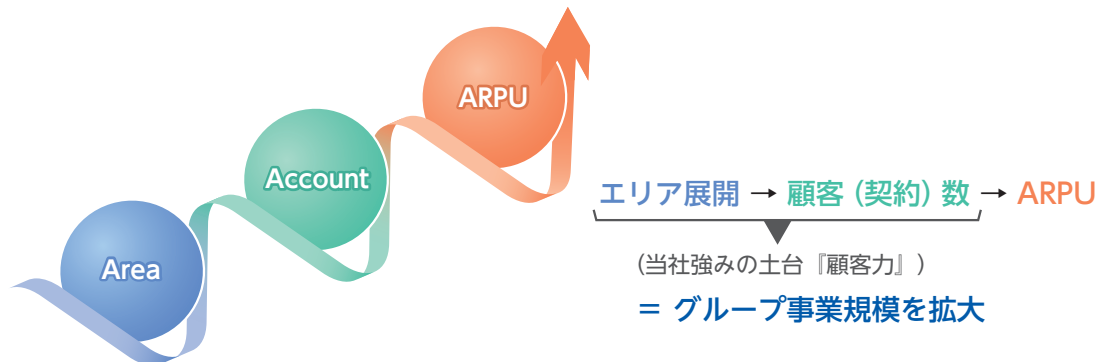 ARPU
Account
Area
エリア展開 → 顧客（契約）数 → ARPU
（当社強みの土台『顧客力』）
＝ グループ事業規模を拡大